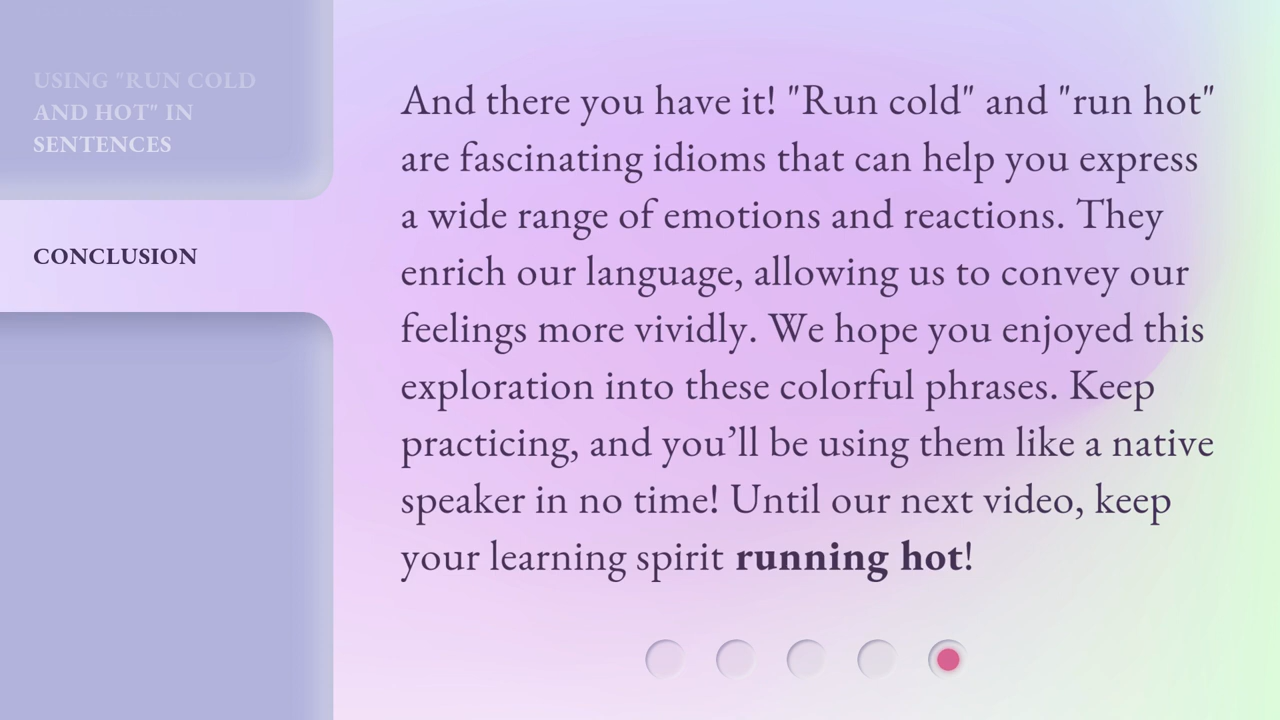 USING "RUN COLD
AND HOT" IN
SENTENCES
CONCLUSION
And there you have it! "Run cold" and "run hot"
are fascinating idioms that can help you express
a wide range of emotions and reactions. They
enrich our language, allowing us to convey our
feelings more vividly. We hope you enjoyed this
exploration into these colorful phrases. Keep
practicing, and you’ll be using them like a native
speaker in no time! Until our next video, keep
your learning spirit running hot!